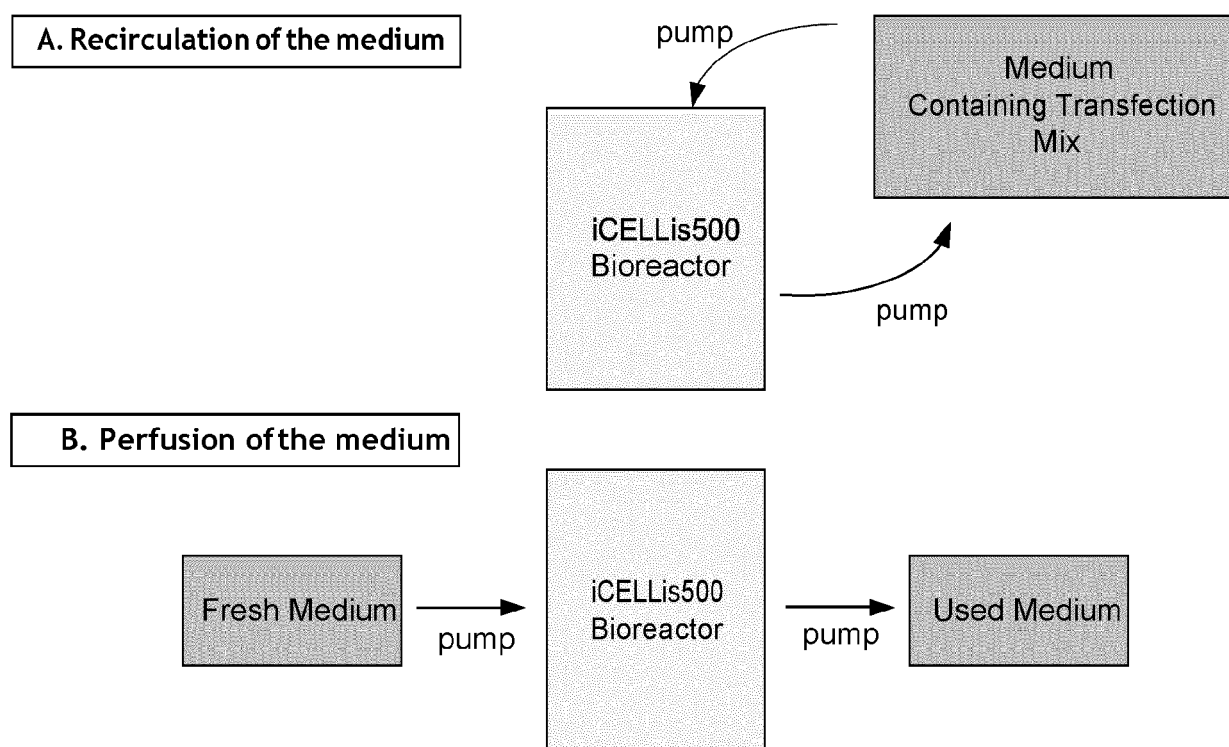 A. Recirculation of the medium
pump
Medium
Containing Transfection
Mix
iCELLis500
Bioreactor
pump
B. Perfusion of the medium
Fresh Medium
pump
iCELLis500
Bioreactor
pump
Used Medium